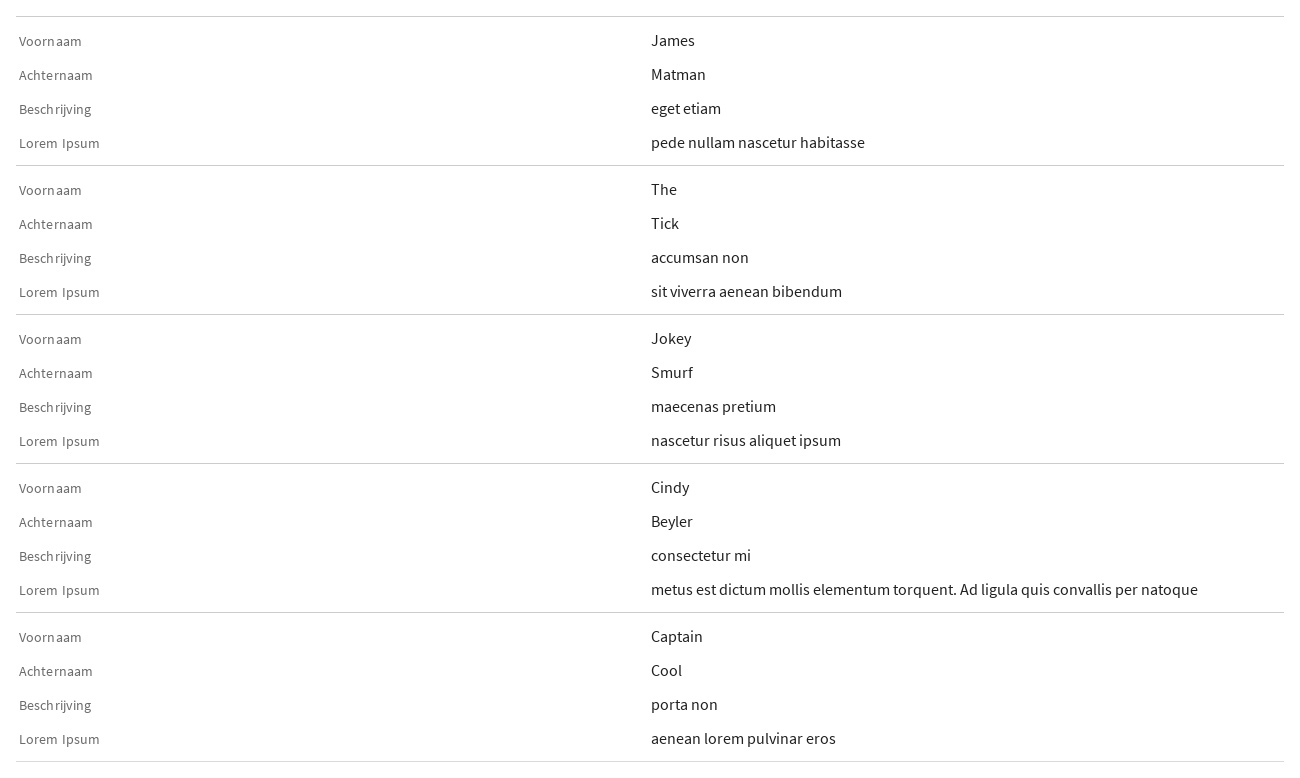 Voornaam James
Achternaam Matman
Beschrijving eget etiam
Lorem Ipsum pede nullam nascetur habitasse
Voornaam The
Achternaam Tick
Beschrijving accumsan non
Lorem Ipsum sit viverra aenean bibendum
Voornaam Jokey
Achternaam Smurf
Beschrijving maecenas pretium
Lorem Ipsum nascetur risus aliquet ipsum
Voornaam Cindy
Achternaam Beyler
Beschrijving consectetur mi
Lorem Ipsum metus est dictum mollis elementum torquent. Ad ligula quis convallis per natoque
Voornaam Captain
Achternaam Cool
Beschrijving porta non
Lorem Ipsum aenean lorem pulvinar eros